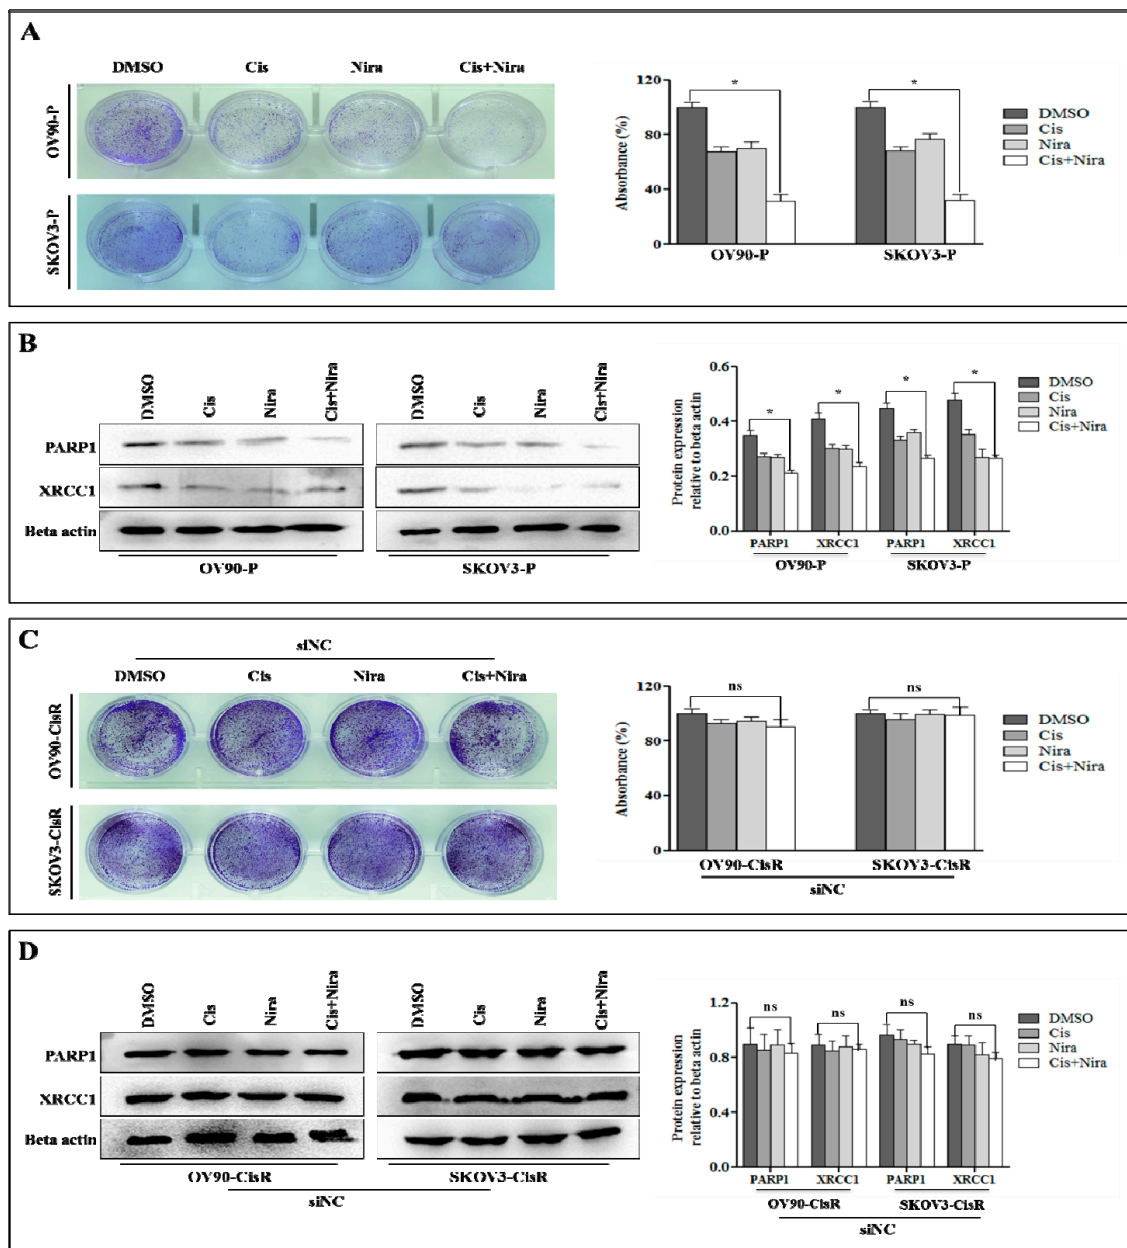 A
DMSO Cis Nira Cis+Nira
OV90-P
SKOV3-P
120
80
40
0
Absorbance (%)
* *
DMSO
Cis
Nira
Cis+Nira
OV90-P SKOV3-P
B
DMSO Cis Nira Cis+Nira DMSO Cis Nira Cis+Nira
PARP1
XRCC1
Beta actin
OV90-P SKOV3-P
0.6
0.4
0.2
0.0
Protein expression
relative to beta actin
* * * *
DMSO
Cis
Nira
Cis+Nira
PARP1 XRCC1 PARP1 XRCC1
OV90-P SKOV3-P
C
siNC
DMSO Cis Nira Cis+Nira
OV90-CisR
SKOV3-CisR
120
80
40
0
Absorbance (%)
ns ns
DMSO
Cis
Nira
Cis+Nira
OV90-CisR SKOV3-CisR
siNC
D
DMSO Cis Nira Cis+Nira DMSO Cis Nira Cis+Nira
PARP1
XRCC1
Beta actin
OV90-CisR SKOV3-CisR
siNC
1.2
0.8
0.4
0.0
Protein expression
relative to beta actin
ns ns ns ns
DMSO
Cis
Nira
Cis+Nira
PARP1 XRCC1 PARP1 XRCC1
OV90-CisR SKOV3-CisR
siNC